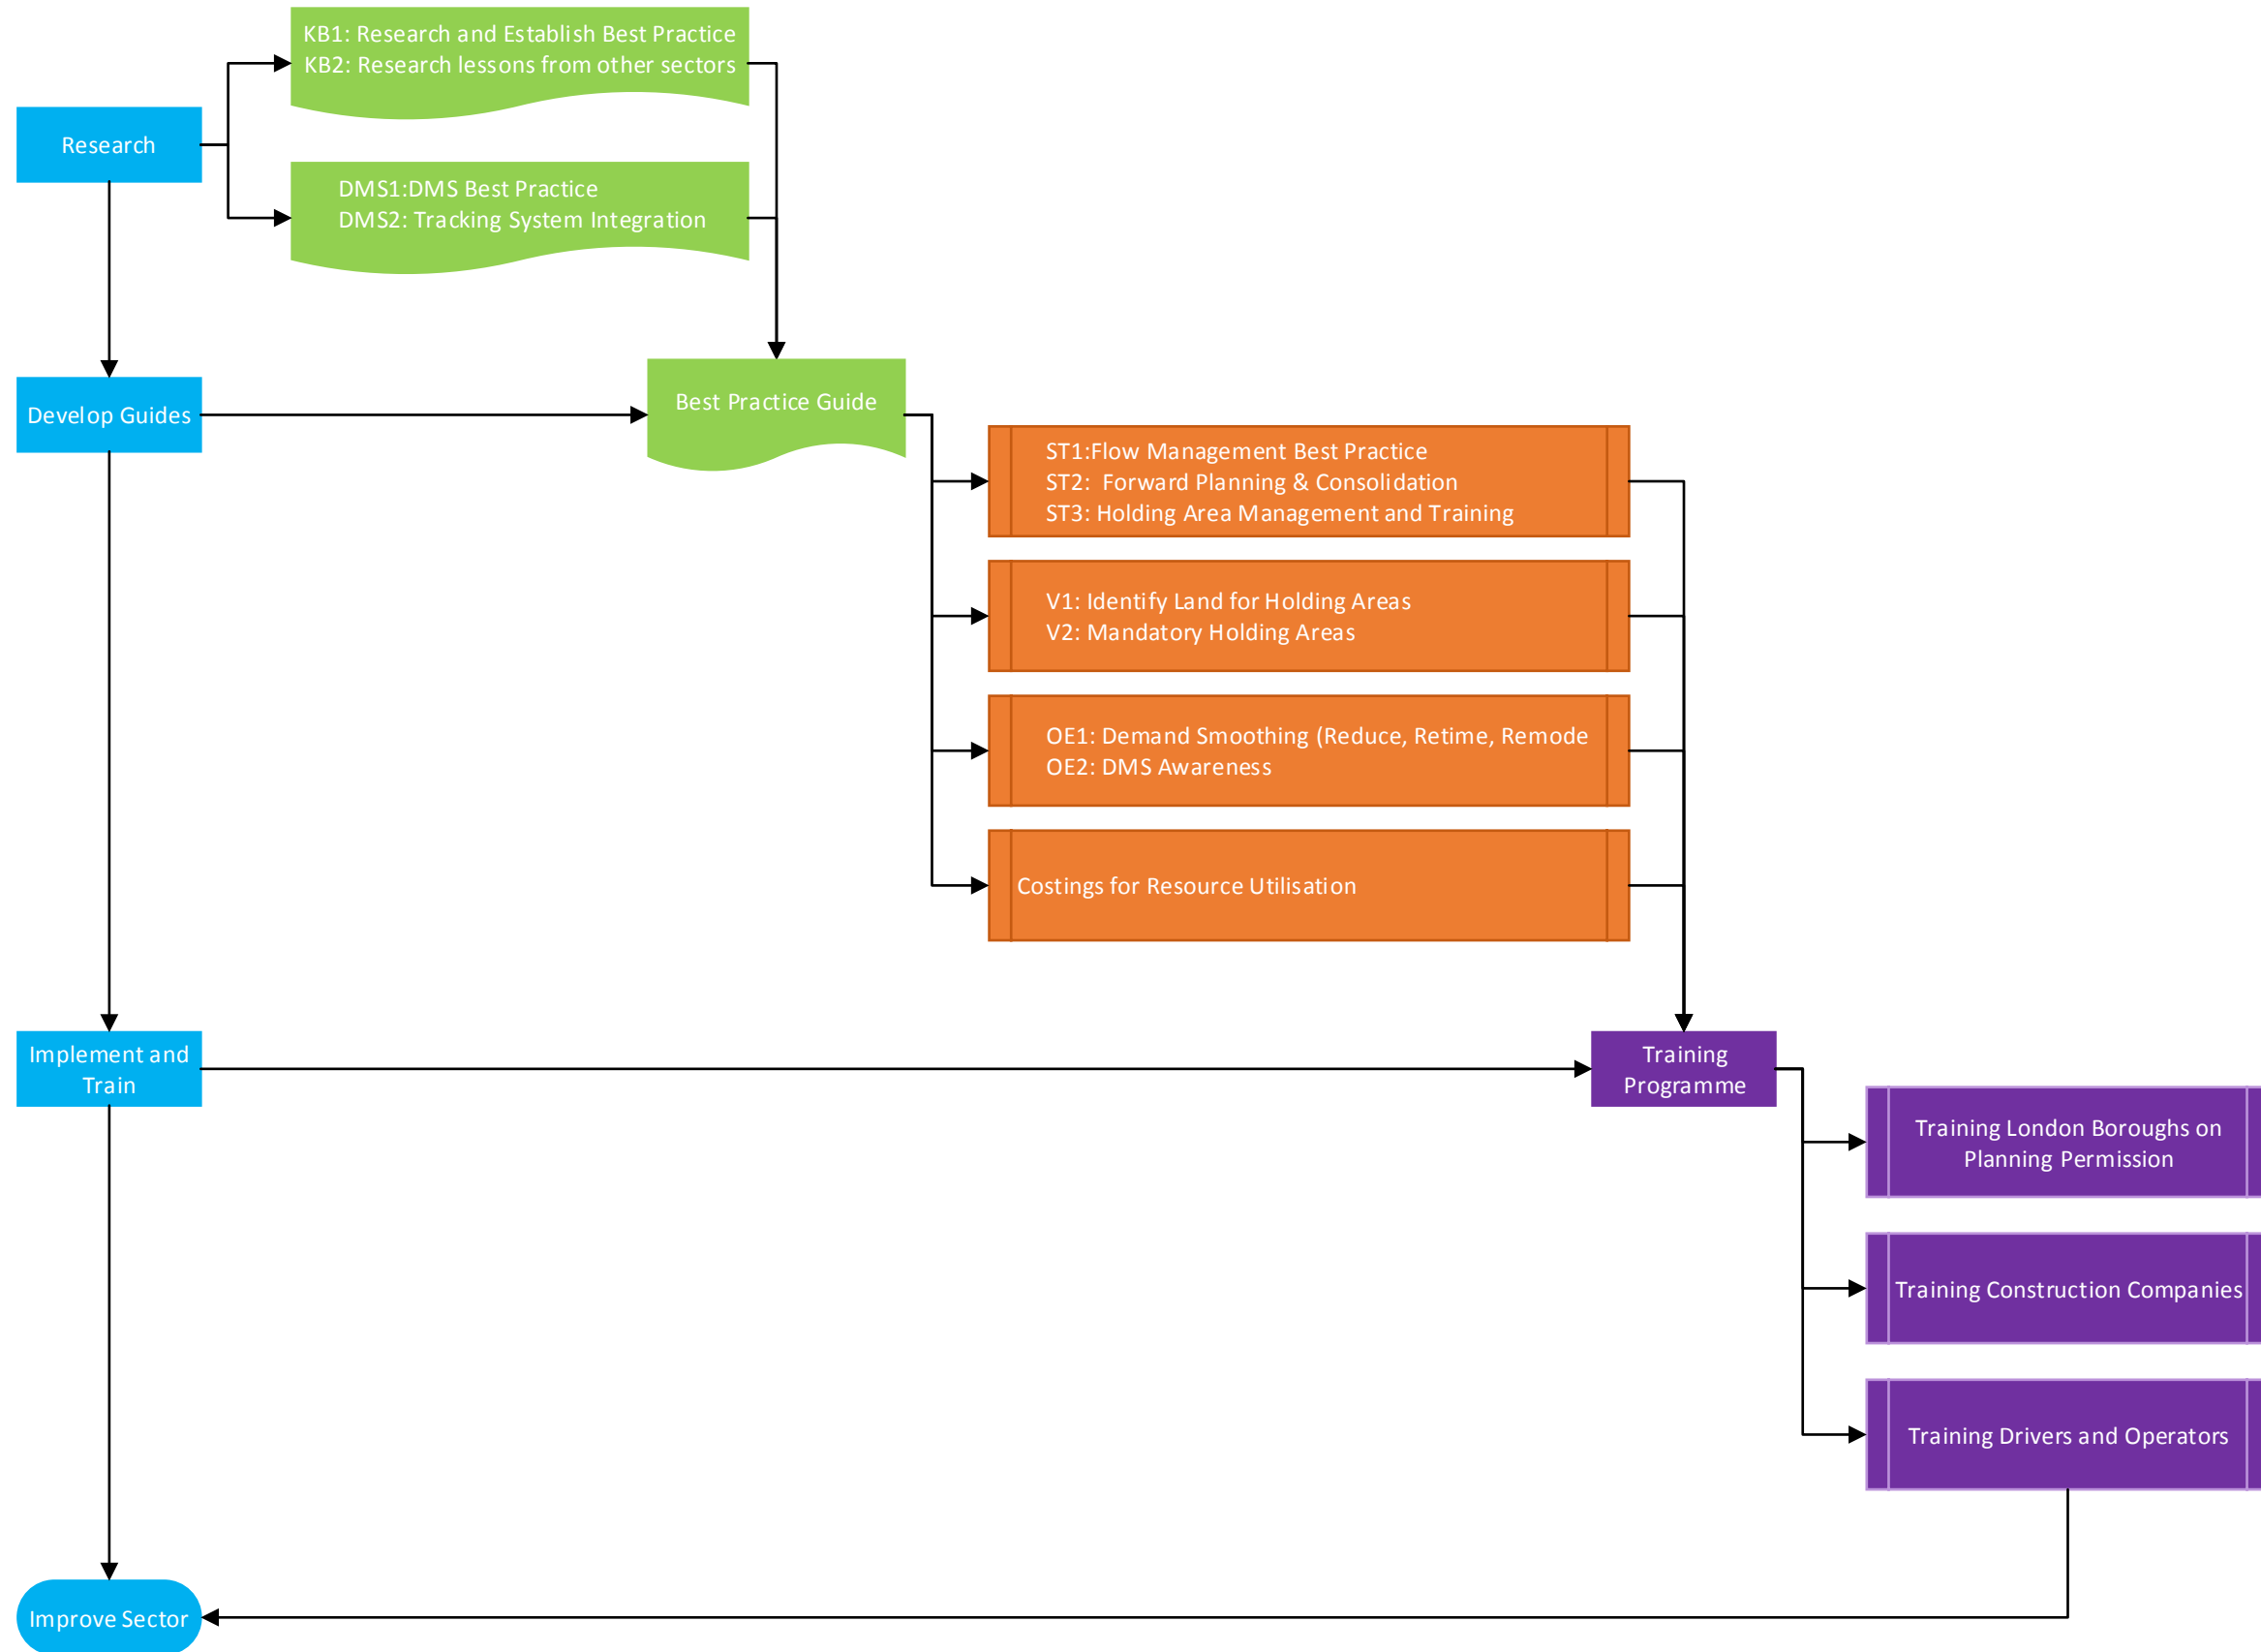 KB1: Research and Establish Best Practice
KB2: Research lessons from other sectors
Research
DMS1:DMS Best Practice
DMS2: Tracking System Integration
Develop Guides
Best Practice Guide
ST1:Flow Management Best Practice
ST2:  Forward Planning & Consolidation
ST3: Holding Area Management and Training
V1: Identify Land for Holding Areas
V2: Mandatory Holding Areas
OE1: Demand Smoothing (Reduce, Retime, Remode
OE2: DMS Awareness
Costings for Resource Utilisation
Implement and
Train
Training
Programme
Training London Boroughs on
Planning Permission
Training Construction Companies
Training Drivers and Operators
Improve Sector